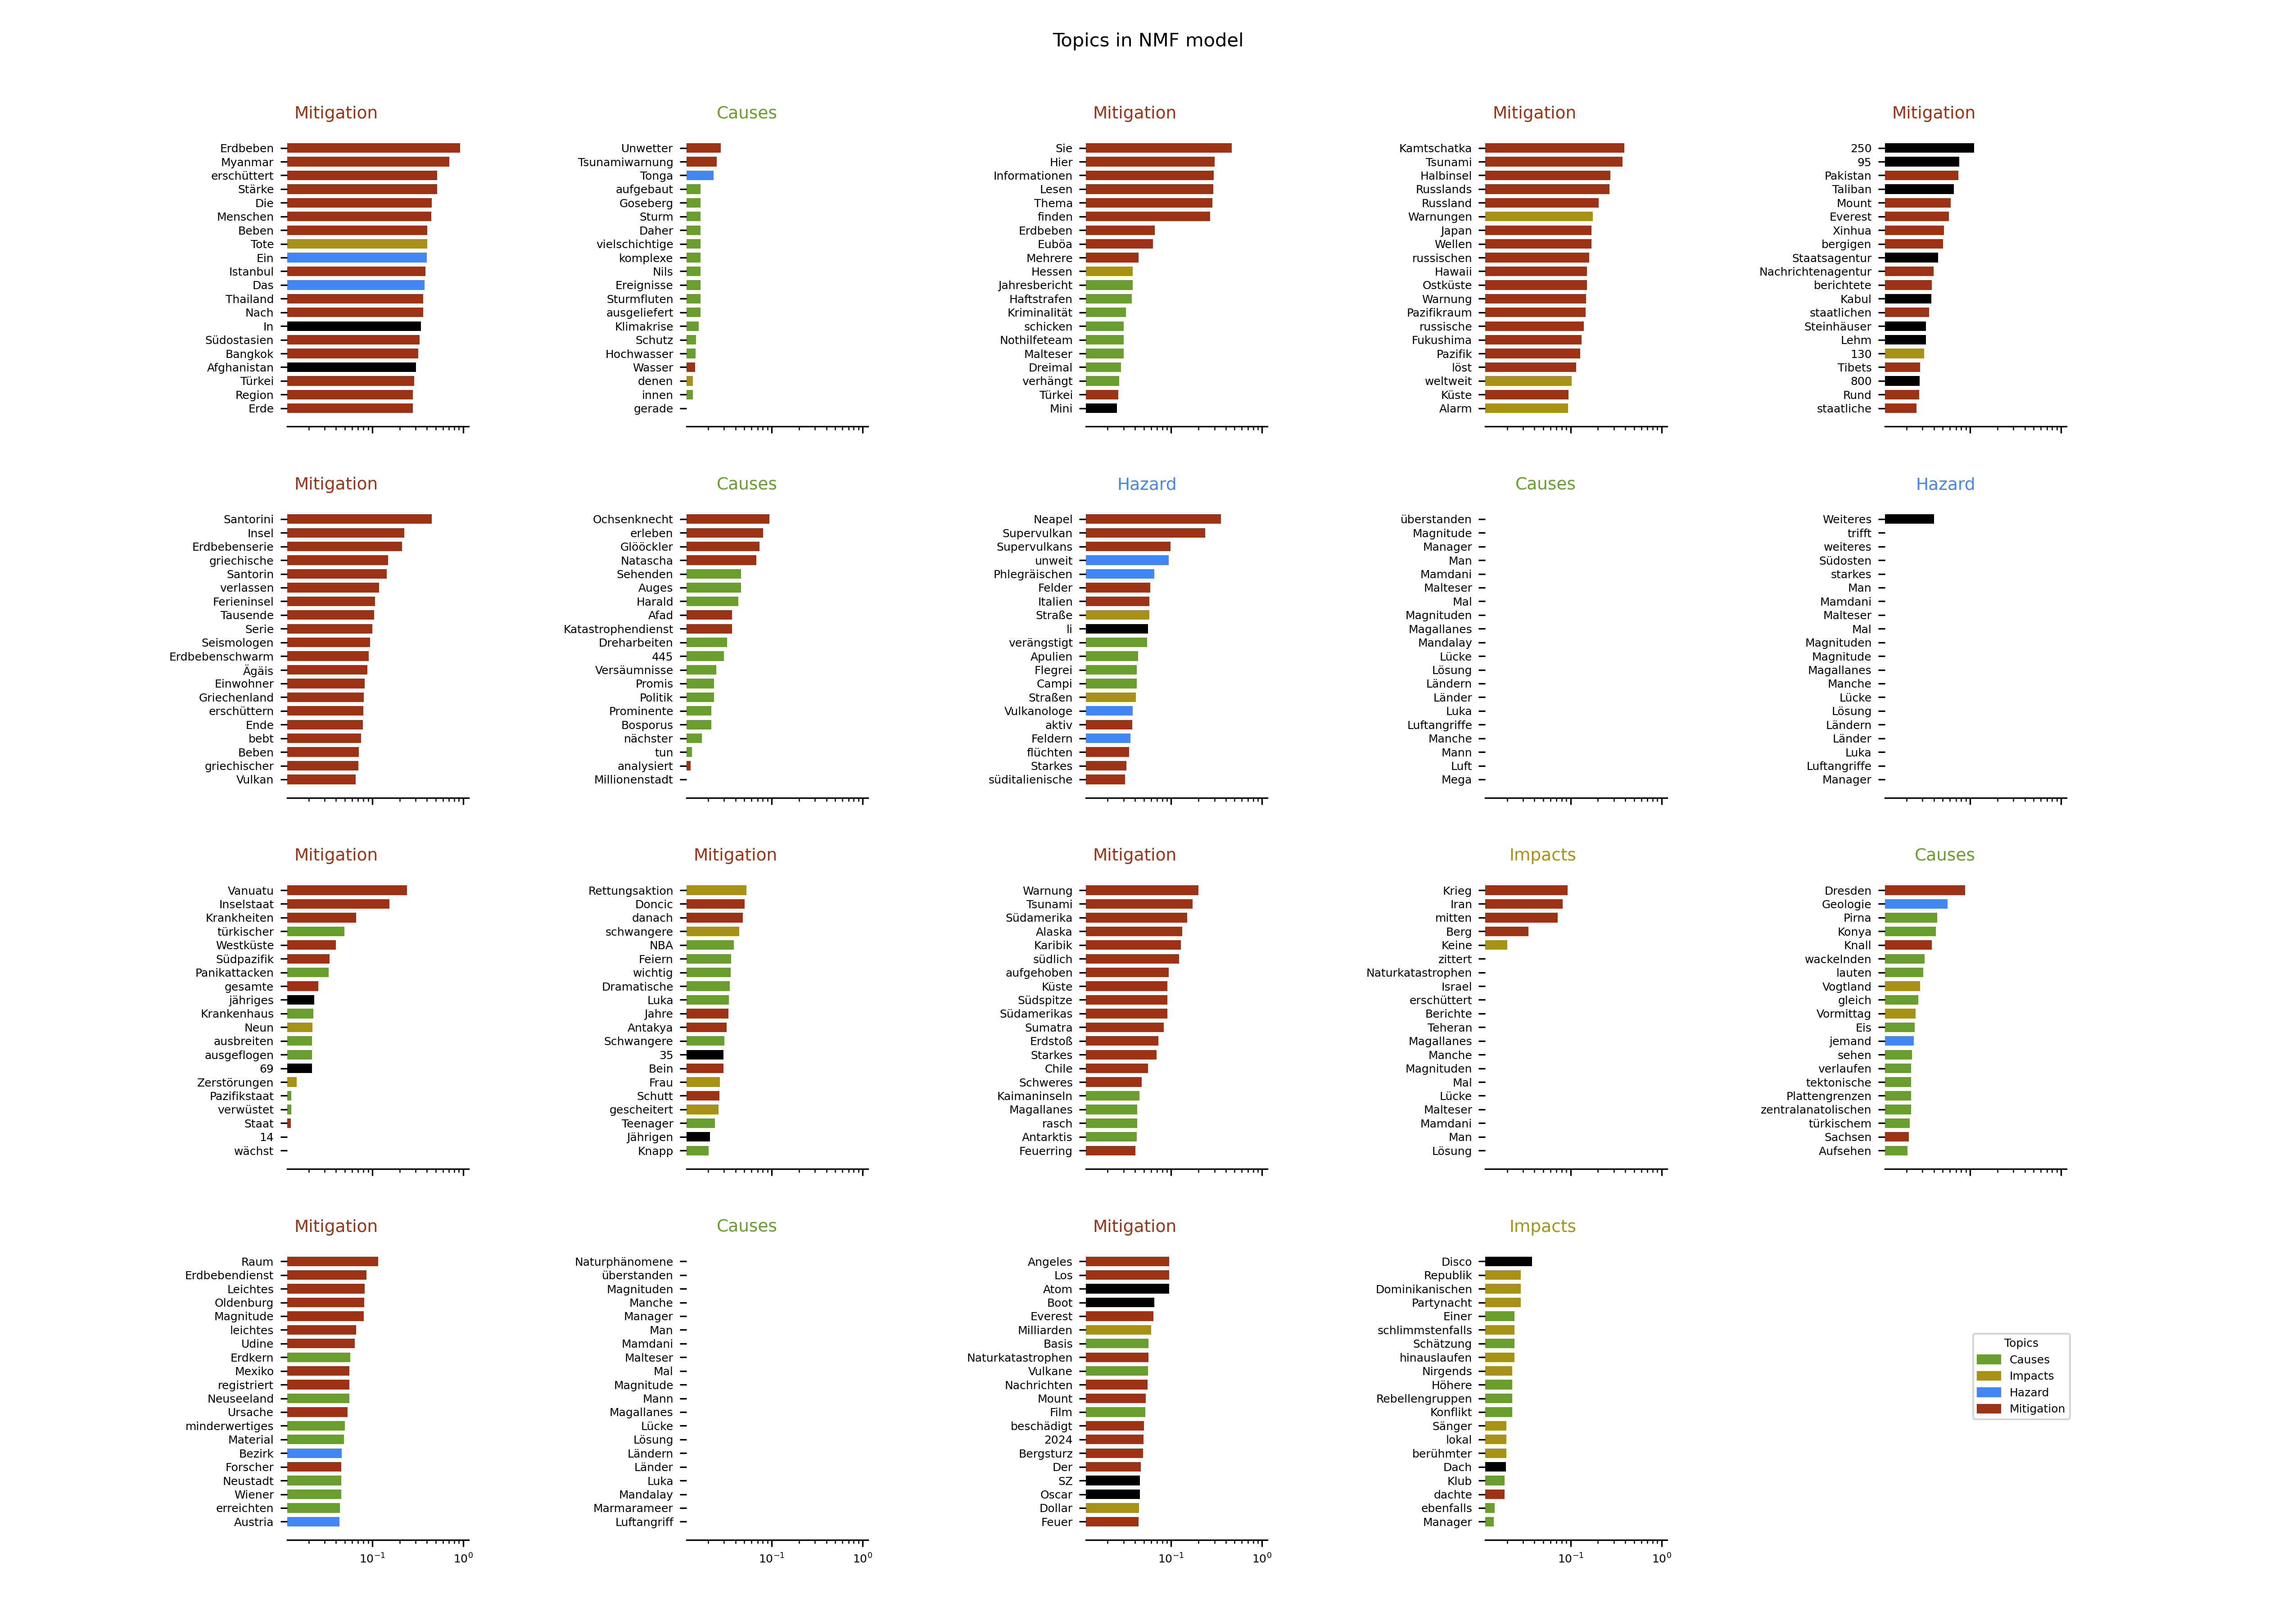 Topics in NMF model
Mitigation
Erdbeben
Myanmar
erschüttert
Stärke
Die
Menschen
Beben
Tote
Ein
Istanbul
Das
Thailand
Nach
In
Südostasien
Bangkok
Afghanistan
Türkei
Region
Erde
Causes
Unwetter
Tsunamiwarnung
Tonga
aufgebaut
Goseberg
Sturm
Daher
vielschichtige
komplexe
Nils
Ereignisse
Sturmfluten
ausgeliefert
Klimakrise
Schutz
Hochwasser
Wasser
denen
innen
gerade
Mitigation
Sie
Hier
Informationen
Lesen
Thema
finden
Erdbeben
Euböa
Mehrere
Hessen
Jahresbericht
Haftstrafen
Kriminalität
schicken
Nothilfeteam
Malteser
Dreimal
verhängt
Türkei
Mini
Mitigation
Kamtschatka
Tsunami
Halbinsel
Russlands
Russland
Warnungen
Japan
Wellen
russischen
Hawaii
Ostküste
Warnung
Pazifikraum
russische
Fukushima
Pazifik
löst
weltweit
Küste
Alarm
Mitigation
250
95
Pakistan
Taliban
Mount
Everest
Xinhua
bergigen
Staatsagentur
Nachrichtenagentur
berichtete
Kabul
staatlichen
Steinhäuser
Lehm
130
Tibets
800
Rund
staatliche
Mitigation
Santorini
Insel
Erdbebenserie
griechische
Santorin
verlassen
Ferieninsel
Tausende
Serie
Seismologen
Erdbebenschwarm
Ägäis
Einwohner
Griechenland
erschüttern
Ende
bebt
Beben
griechischer
Vulkan
Causes
Ochsenknecht
erleben
Glööckler
Natascha
Sehenden
Auges
Harald
Afad
Katastrophendienst
Dreharbeiten
445
Versäumnisse
Promis
Politik
Prominente
Bosporus
nächster
tun
analysiert
Millionenstadt
Hazard
Neapel
Supervulkan
Supervulkans
unweit
Phlegräischen
Felder
Italien
Straße
li
verängstigt
Apulien
Flegrei
Campi
Straßen
Vulkanologe
aktiv
Feldern
flüchten
Starkes
süditalienische
Causes
überstanden
Magnitude
Manager
Man
Mamdani
Malteser
Mal
Magnituden
Magallanes
Mandalay
Lücke
Lösung
Ländern
Länder
Luka
Luftangriffe
Manche
Mann
Luft
Mega
Hazard
Weiteres
trifft
weiteres
Südosten
starkes
Man
Mamdani
Malteser
Mal
Magnituden
Magnitude
Magallanes
Manche
Lücke
Lösung
Ländern
Länder
Luka
Luftangriffe
Manager
Mitigation
Vanuatu
Inselstaat
Krankheiten
türkischer
Westküste
Südpazifik
Panikattacken
gesamte
jähriges
Krankenhaus
Neun
ausbreiten
ausgeflogen
69
Zerstörungen
Pazifikstaat
verwüstet
Staat
14
wächst
Mitigation
Rettungsaktion
Doncic
danach
schwangere
NBA
Feiern
wichtig
Dramatische
Luka
Jahre
Antakya
Schwangere
35
Bein
Frau
Schutt
gescheitert
Teenager
Jährigen
Knapp
Mitigation
Warnung
Tsunami
Südamerika
Alaska
Karibik
südlich
aufgehoben
Küste
Südspitze
Südamerikas
Sumatra
Erdstoß
Starkes
Chile
Schweres
Kaimaninseln
Magallanes
rasch
Antarktis
Feuerring
Impacts
Krieg
Iran
mitten
Berg
Keine
zittert
Naturkatastrophen
Israel
erschüttert
Berichte
Teheran
Magallanes
Manche
Magnituden
Mal
Lücke
Malteser
Mamdani
Man
Lösung
Causes
Dresden
Geologie
Pirna
Konya
Knall
wackelnden
lauten
Vogtland
gleich
Vormittag
Eis
jemand
sehen
verlaufen
tektonische
Plattengrenzen
zentralanatolischen
türkischem
Sachsen
Aufsehen
Mitigation
Raum
Erdbebendienst
Leichtes
Oldenburg
Magnitude
leichtes
Udine
Erdkern
Mexiko
registriert
Neuseeland
Ursache
minderwertiges
Material
Bezirk
Forscher
Neustadt
Wiener
erreichten
Austria
10⁻¹ 10⁰
Causes
Naturphänomene
überstanden
Magnituden
Manche
Manager
Man
Mamdani
Malteser
Mal
Magnitude
Mann
Magallanes
Lücke
Lösung
Ländern
Länder
Luka
Mandalay
Marmarameer
Luftangriff
10⁻¹ 10⁰
Mitigation
Angeles
Los
Atom
Boot
Everest
Milliarden
Basis
Naturkatastrophen
Vulkane
Nachrichten
Mount
Film
beschädigt
2024
Bergsturz
Der
SZ
Oscar
Dollar
Feuer
10⁻¹ 10⁰
Impacts
Disco
Republik
Dominikanischen
Partynacht
Einer
schlimmstenfalls
Schätzung
hinauslaufen
Nirgends
Höhere
Rebellengruppen
Konflikt
Sänger
lokal
berühmter
Dach
Klub
dachte
ebenfalls
Manager
10⁻¹ 10⁰
Topics
Causes
Impacts
Hazard
Mitigation